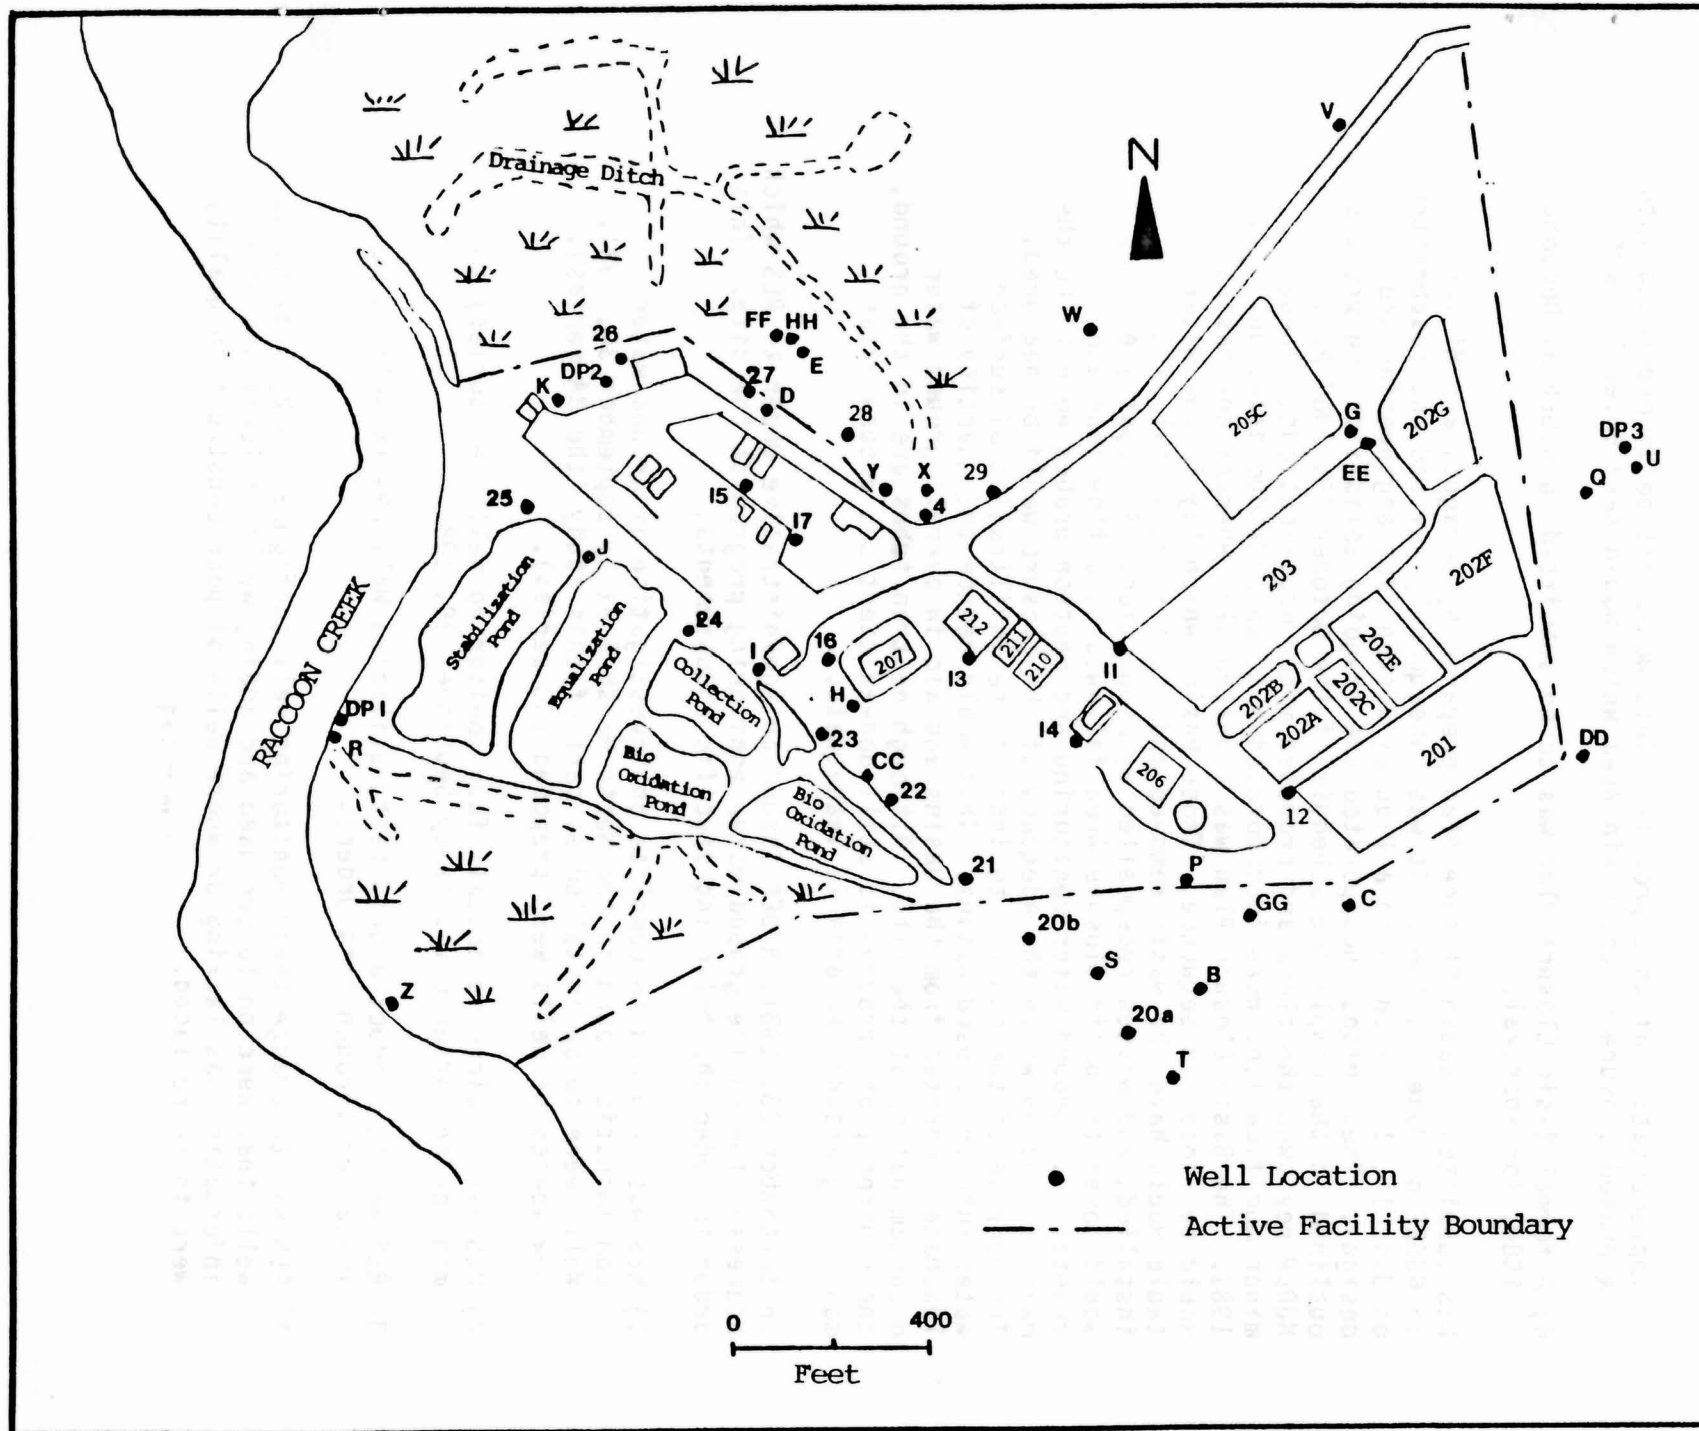 V
Drainage Ditch
N
W
FF
HH
E
26
DP2
K
27
D
28
205C
G
202G
EE
DP3
U
Q
Y
X
29
4
25
15
17
J
203
202F
Stabilization
Pond
Equalization
Pond
24
Collection
Pond
I
16
207
H
212
211
210
13
11
202E
202B
202C
202A
201
RACCOON CREEK
DP1
R
23
CC
22
14
206
12
DD
Bio
Oxidation
Pond
Bio
Oxidation
Pond
21
P
GG
C
20b
S
B
Z
20a
T
Well Location
Active Facility Boundary
0
400
Feet